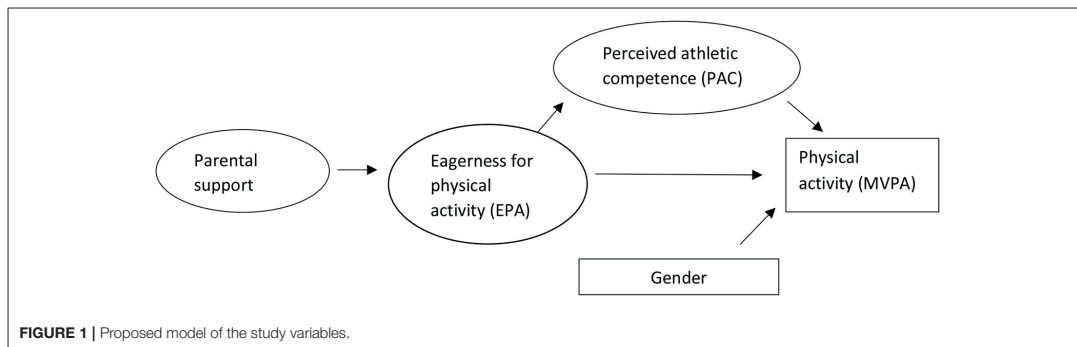 Perceived athletic
competence (PAC)
Parental
support
Eagerness for
physical
activity (EPA)
Physical
activity (MVPA)
Gender
FIGURE 1 | Proposed model of the study variables.